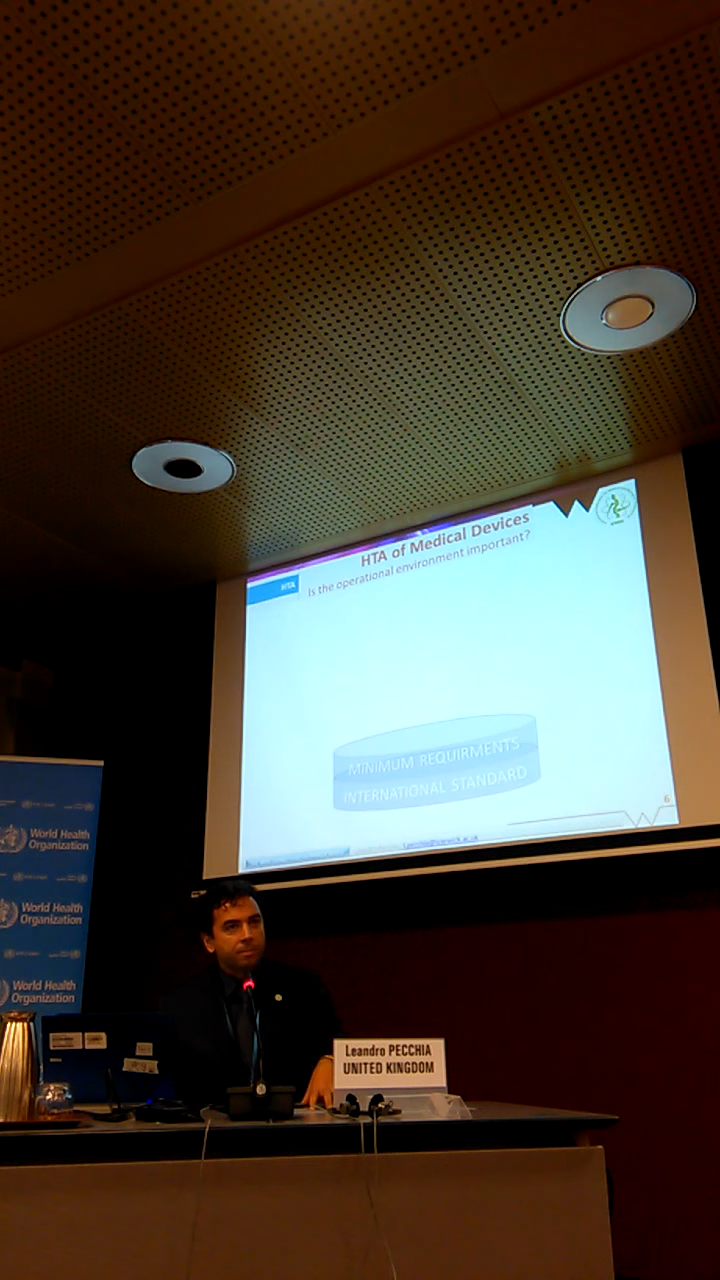 HTA of Medical Devices
HTA
Is the operational environment important?
MINIMUM REQUIRMENTS
INTERNATIONAL STANDARD
6
World Health
Organization
World Health
Organization
World Health
Organization
Leandro PECCHIA
UNITED KINGDOM